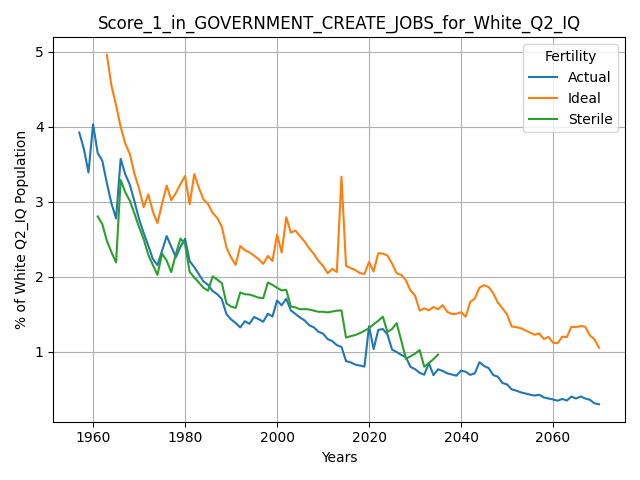 Score_1_in_GOVERNMENT_CREATE_JOBS_for_White_Q2_IQ
% of White Q2_IQ Population
5
4
3
2
1
Fertility
Actual
Ideal
Sterile
1960 1980 2000 2020 2040 2060
Years